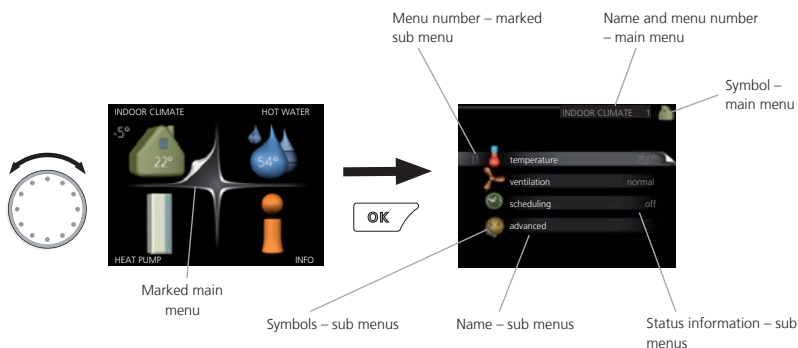 Menu number – marked
sub menu
Name and menu number
– main menu
Symbol –
main menu
INDOOR CLIMATE
HOT WATER
-5°
22°
54°
HEAT PUMP
INFO
OK
Marked main
menu
INDOOR CLIMATE 1
temperature
ventilation normal
scheduling off
advanced
Symbols – sub menus
Name – sub menus
Status information – sub
menus